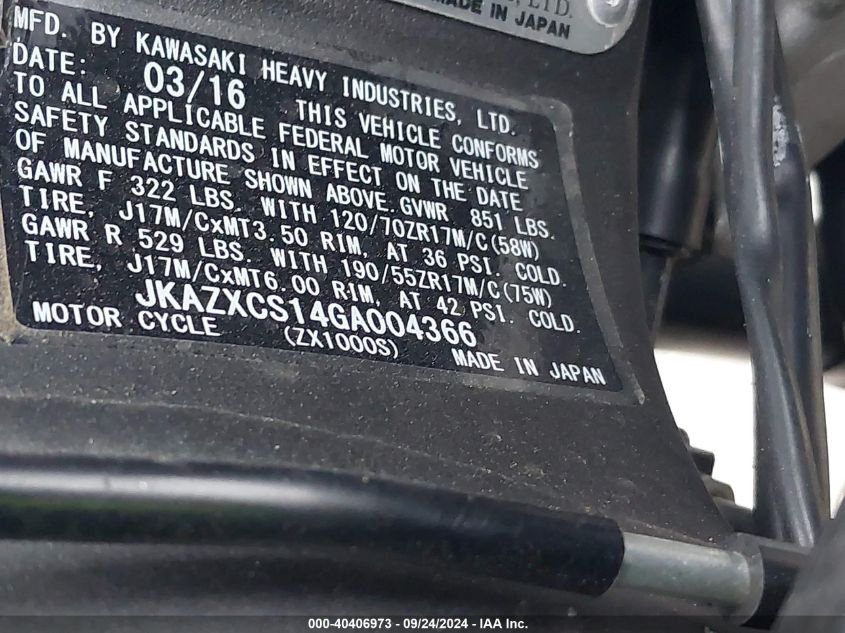 , LTD.
MADE IN JAPAN
MFD. BY KAWASAKI HEAVY INDUSTRIES, LTD.
DATE: 03/16 THIS VEHICLE CONFORMS
TO ALL APPLICABLE FEDERAL MOTOR VEHICLE
SAFETY STANDARDS IN EFFECT ON THE DATE
OF MANUFACTURE SHOWN ABOVE. GVWR 851 LBS.
GAWR F 322 LBS. WITH 120/70ZR17M/C(58W)
TIRE, J17M/CxMT3.50 RIM, AT 36 PSI. COLD.
GAWR R 529 LBS. WITH 190/55ZR17M/C(75W)
TIRE, J17M/CxMT6.00 RIM, AT 42 PSI. COLD.
JKAZXCS14GA004366
MOTOR CYCLE (ZX1000S) MADE IN JAPAN
000-40406973 - 09/24/2024 - IAA Inc.